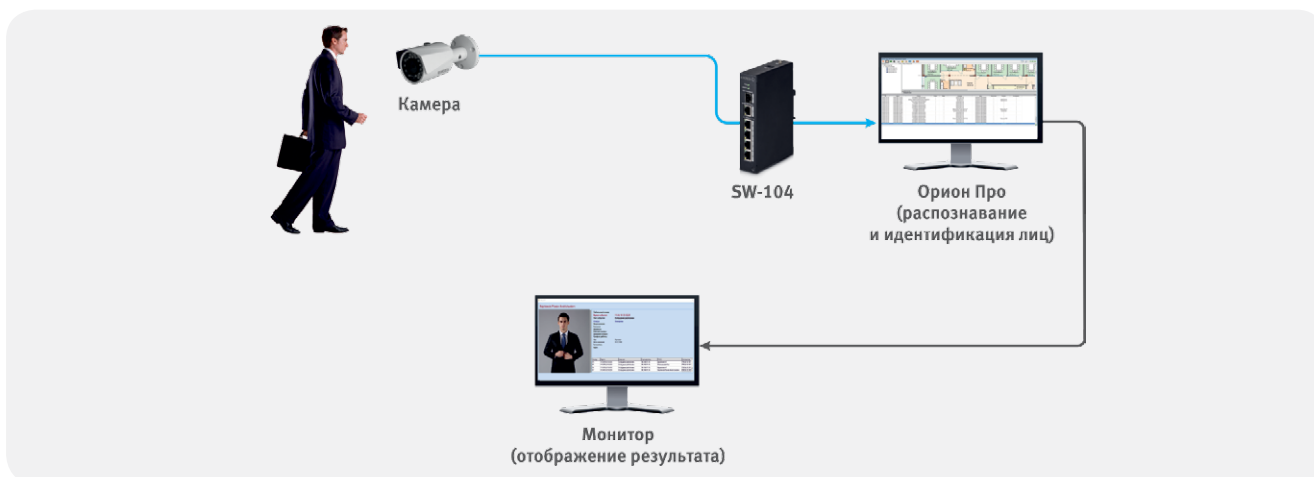 Камера
SW-104
Орион Про
(распознавание
и идентификация лиц)
Монитор
(отображение результата)